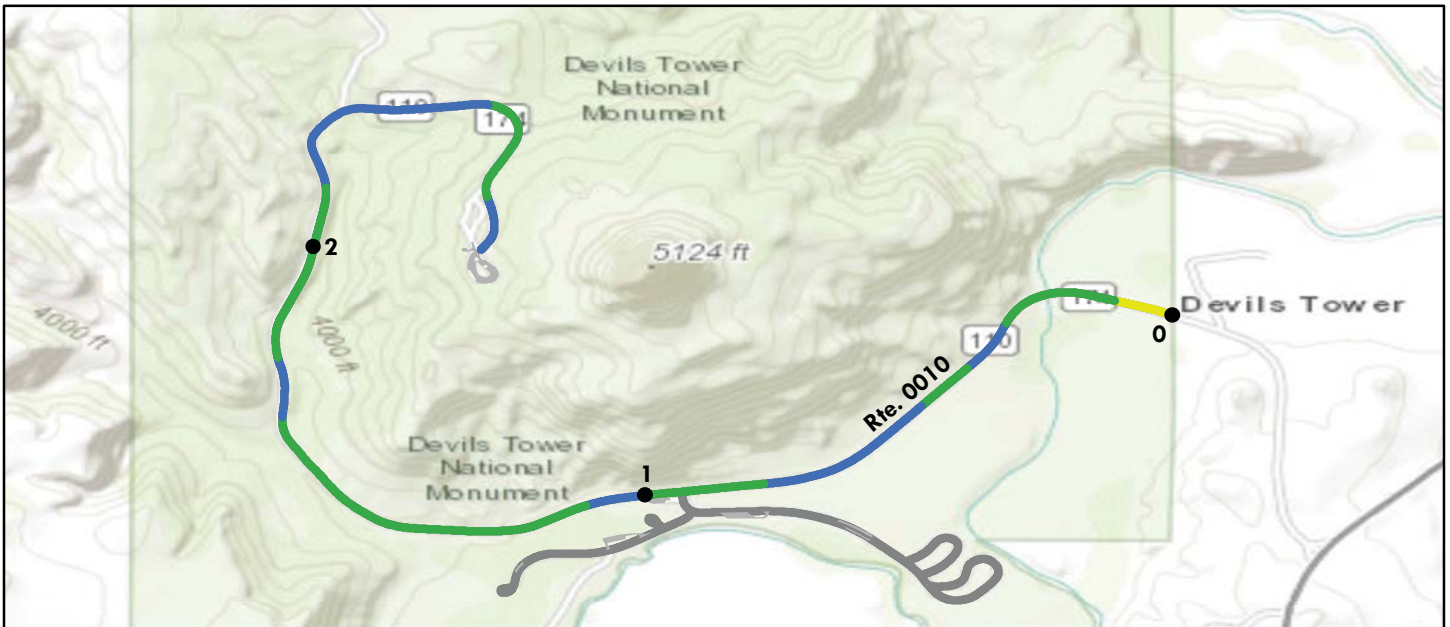 Devils Tower
National
Monument
110
174
2
5124 ft
Devils Tower
0
110
4000 ft
4000 ft
Rte. 0010
Devils Tower
National
Monument
1